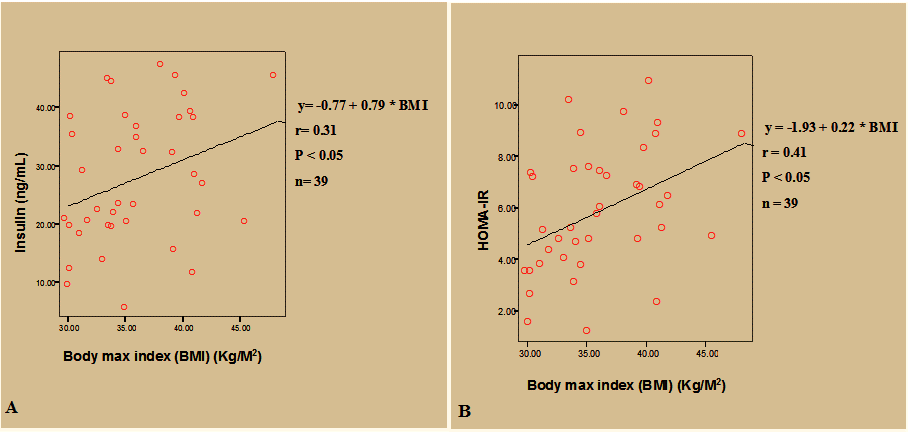 40.00
30.00
20.00
10.00
Insulin (ng/mL)
30.00 35.00 40.00 45.00
Body max index (BMI) (Kg/M²)
y= -0.77 + 0.79 * BMI
r= 0.31
P < 0.05
n= 39
A
10.00
8.00
6.00
4.00
2.00
HOMA-IR
30.00 35.00 40.00 45.00
Body max index (BMI) (Kg/M²)
y = -1.93 + 0.22 * BMI
r = 0.41
P < 0.05
n = 39
B